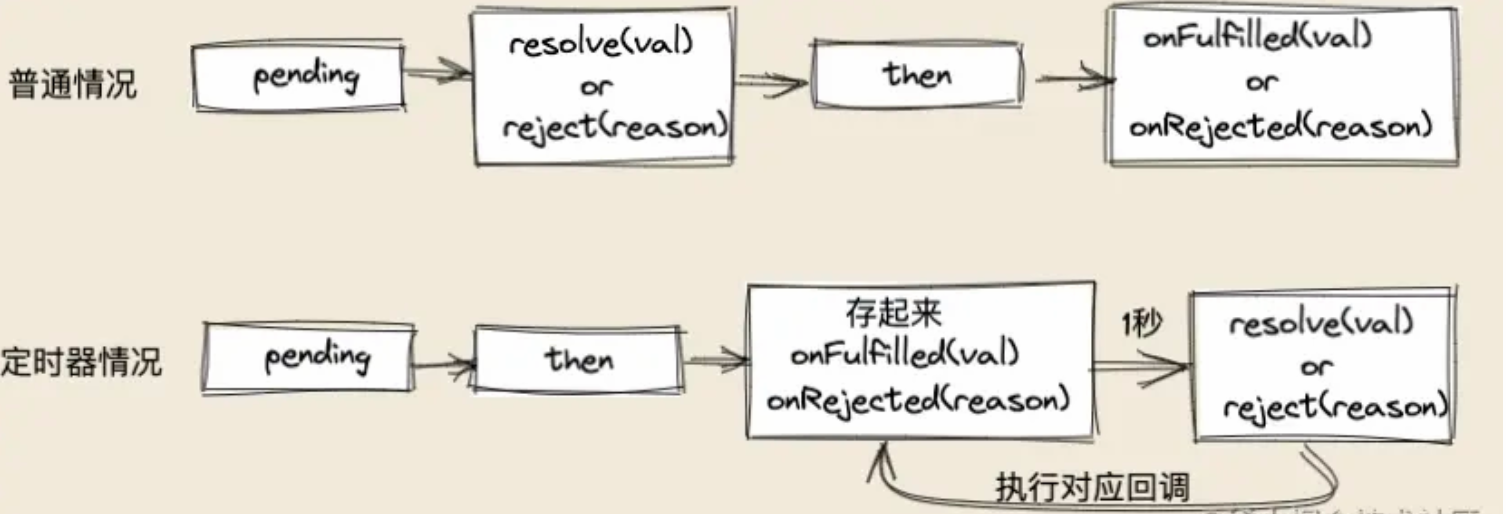 普通情况
pending
resolve(val)
or
reject(reason)
then
onFulfilled(val)
or
onRejected(reason)
定时器情况
pending
then
存起来
onFulfilled(val)
onRejected(reason)
1秒
resolve(val)
or
reject(reason)
执行对应回调